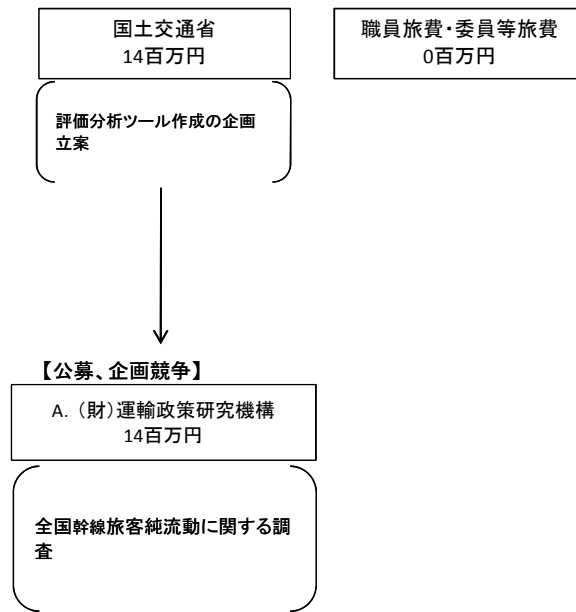 国土交通省
14百万円
職員旅費・委員等旅費
0百万円
評価分析ツール作成の企画
立案
【公募、企画競争】
A. （財）運輸政策研究機構
14百万円
全国幹線旅客純流動に関する調
査